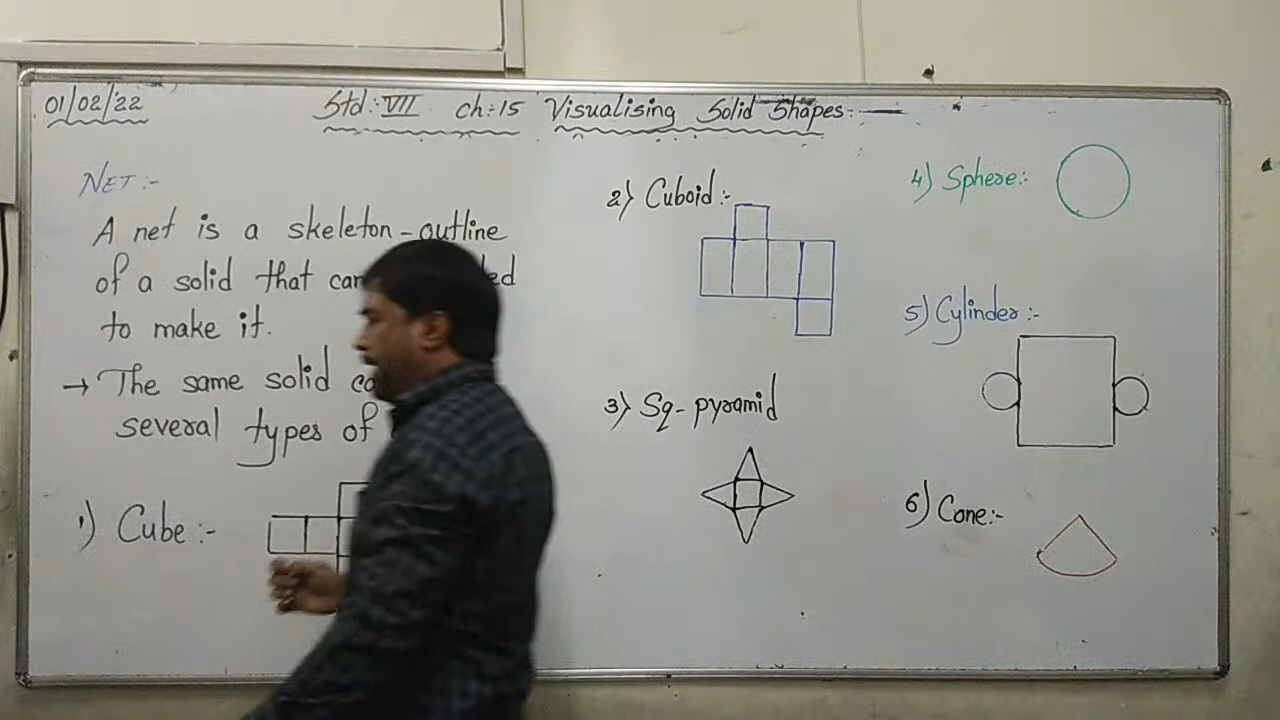 01/02/22
Std: VII ch:15 Visualising Solid Shapes:-
NET:-
A net is a skeleton-outline
of a solid that can
to make it.
→ The same solid
several types of
1) Cube:-
2) Cuboid:-
3) Sq-pyramid
4) Sphere:-
5) Cylinder:-
6) Cone:-